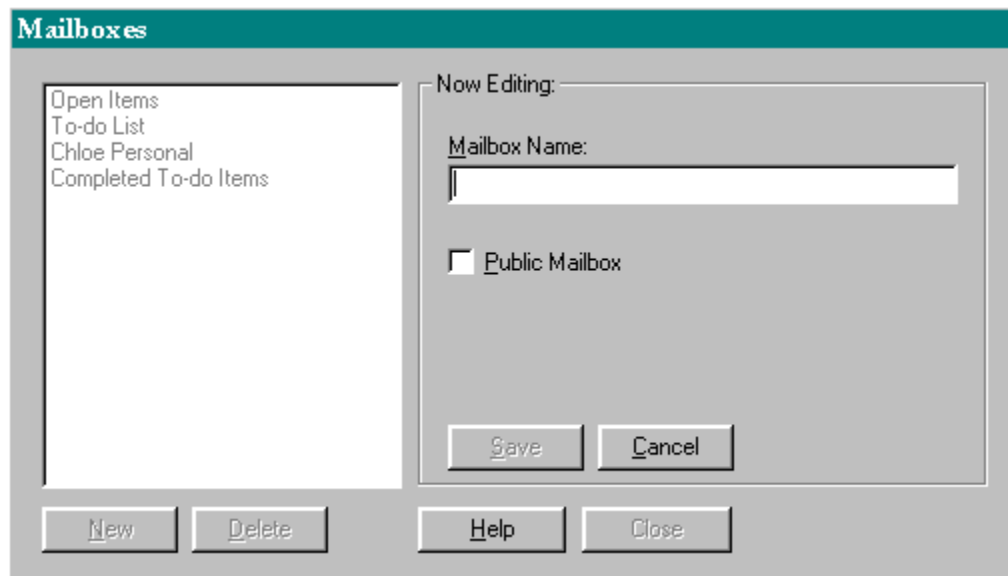 Mailboxes
Open Items
To-do List
Chloe Personal
Completed To-do Items
Now Editing:
Mailbox Name:
Public Mailbox
Save Cancel
New Delete Help Close